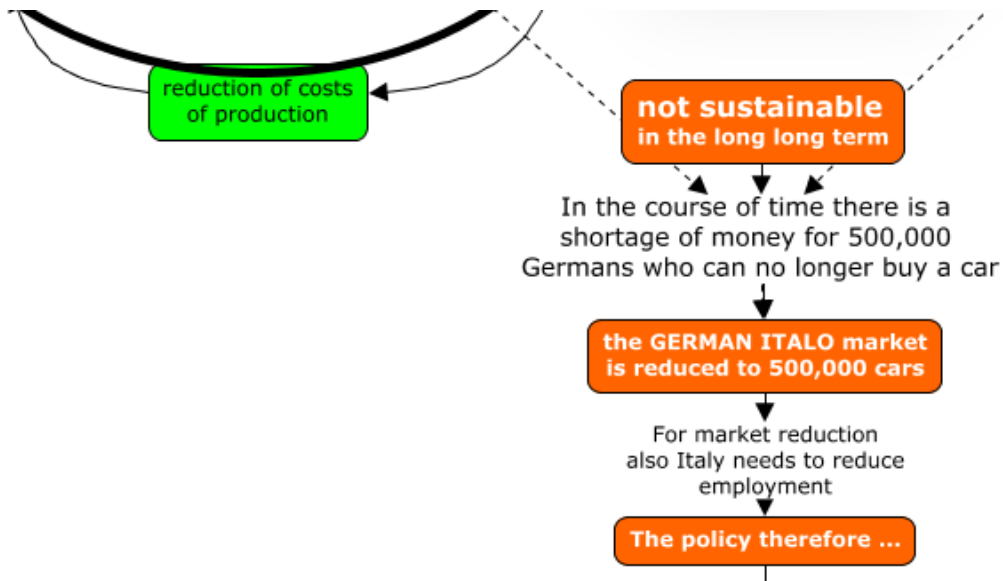 reduction of costs
of production
not sustainable
in the long long term
In the course of time there is a
shortage of money for 500,000
Germans who can no longer buy a car
the GERMAN ITALO market
is reduced to 500,000 cars
For market reduction
also Italy needs to reduce
employment
The policy therefore ...